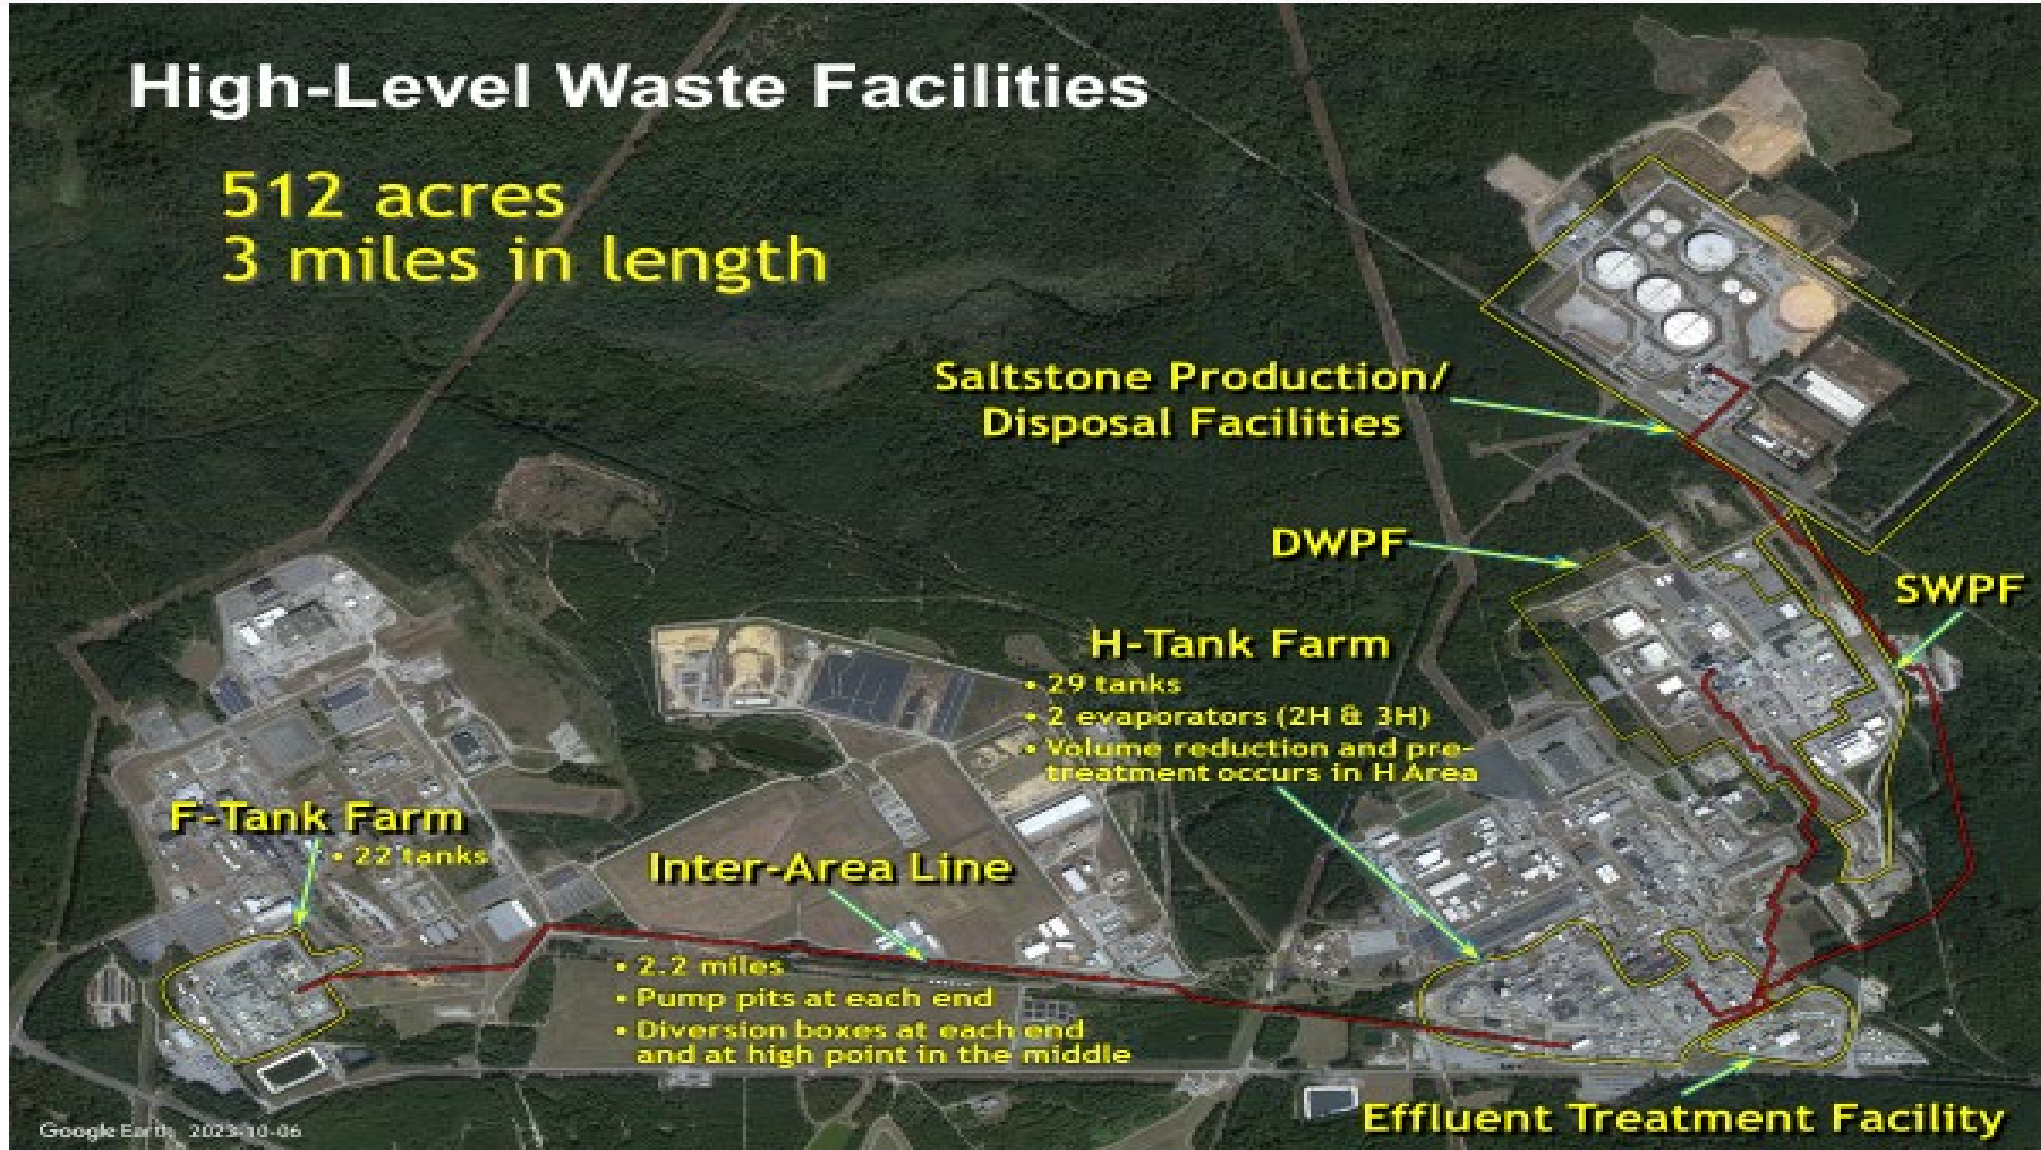 High-Level Waste Facilities
512 acres
3 miles in length
Saltstone Production/
Disposal Facilities
DWPF
SWPF
H-Tank Farm
• 29 tanks
• 2 evaporators (2H & 3H)
• Volume reduction and pre-
treatment occurs in H Area
F-Tank Farm
• 22 tanks
Inter-Area Line
• 2.2 miles
• Pump pits at each end
• Diversion boxes at each end
and at high point in the middle
Effluent Treatment Facility
Google Earth 2023-10-06